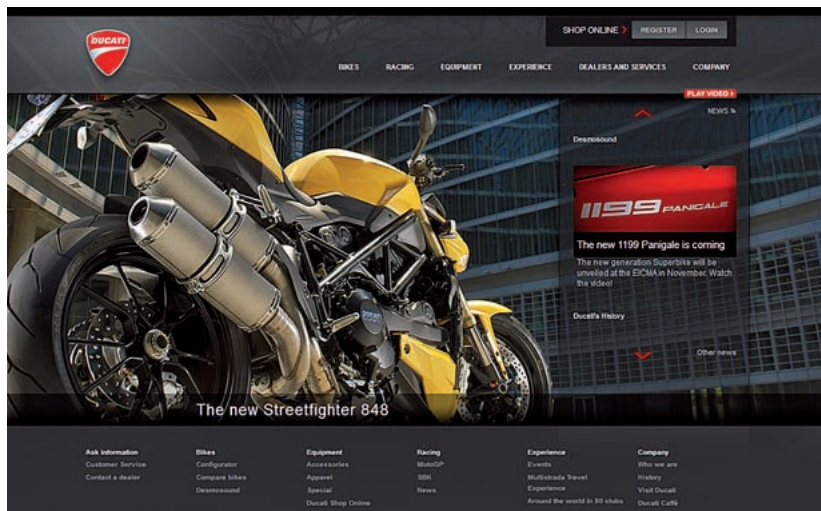 DUCATI
SHOP ONLINE
REGISTER
LOGIN
BIKES
RACING
EQUIPMENT
EXPERIENCE
DEALERS AND SERVICES
COMPANY
PLAY VIDEO
NEWS
Desmosound
1199 PANIGALE
The new 1199 Panigale is coming
The new generation Superbike will be
unveiled at the EICMA in November. Watch
the video!
Ducati's History
Other news
DUCATI
The new Streetfighter 848
Ask information
Customer Service
Contact a dealer
Bikes
Configurator
Compare bikes
Desmosound
Equipment
Accessories
Apparel
Special
Ducati Shop Online
Racing
MotoGP
SBK
News
Experience
Events
Multistrada Travel
Experience
Around the world in 80 clubs
Company
Who we are
History
Visit Ducati
Ducati Caffè